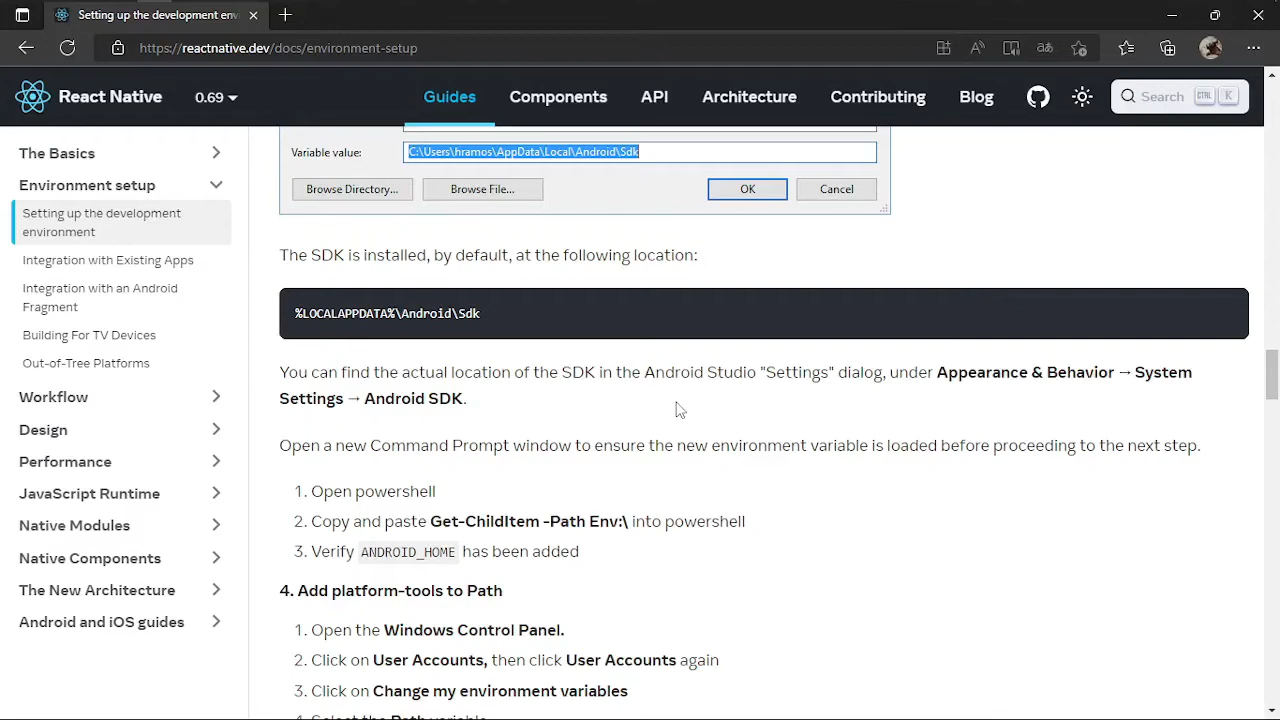 Setting up the development en
https://reactnative.dev/docs/environment-setup
React Native
0.69
Guides
Components
API
Architecture
Contributing
Blog
Search
CTRL
K
The Basics
Environment setup
Setting up the development
environment
Integration with Existing Apps
Integration with an Android
Fragment
Building For TV Devices
Out-of-Tree Platforms
Workflow
Design
Performance
JavaScript Runtime
Native Modules
Native Components
The New Architecture
Android and iOS guides
Variable value:
C:\Users\hramos\AppData\Local\Android\Sdk
Browse Directory...
Browse File...
OK
Cancel
The SDK is installed, by default, at the following location:
%LOCALAPPDATA%\Android\Sdk
You can find the actual location of the SDK in the Android Studio "Settings" dialog, under Appearance & Behavior → System
Settings → Android SDK.
Open a new Command Prompt window to ensure the new environment variable is loaded before proceeding to the next step.
1. Open powershell
2. Copy and paste Get-ChildItem -Path Env:\ into powershell
3. Verify ANDROID_HOME has been added
4. Add platform-tools to Path
1. Open the Windows Control Panel.
2. Click on User Accounts, then click User Accounts again
3. Click on Change my environment variables
4. Select the Path variable